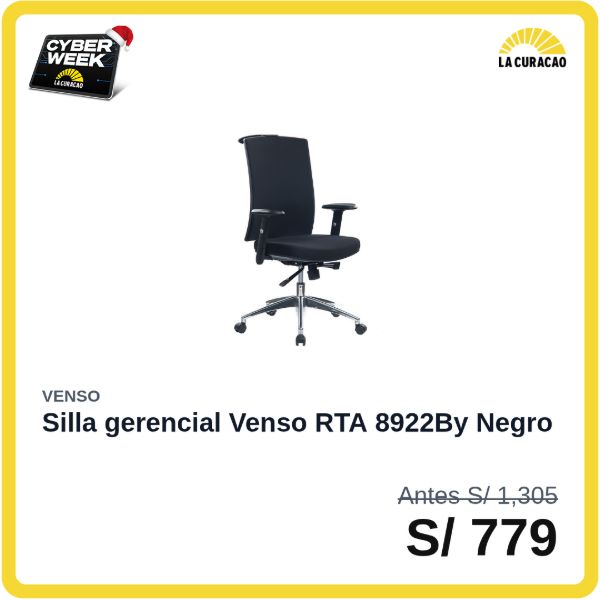 CYBER
WEEK
LA CURACAO
LA CURACAO
VENSO
Silla gerencial Venso RTA 8922By Negro
Antes S/ 1,305
S/ 779